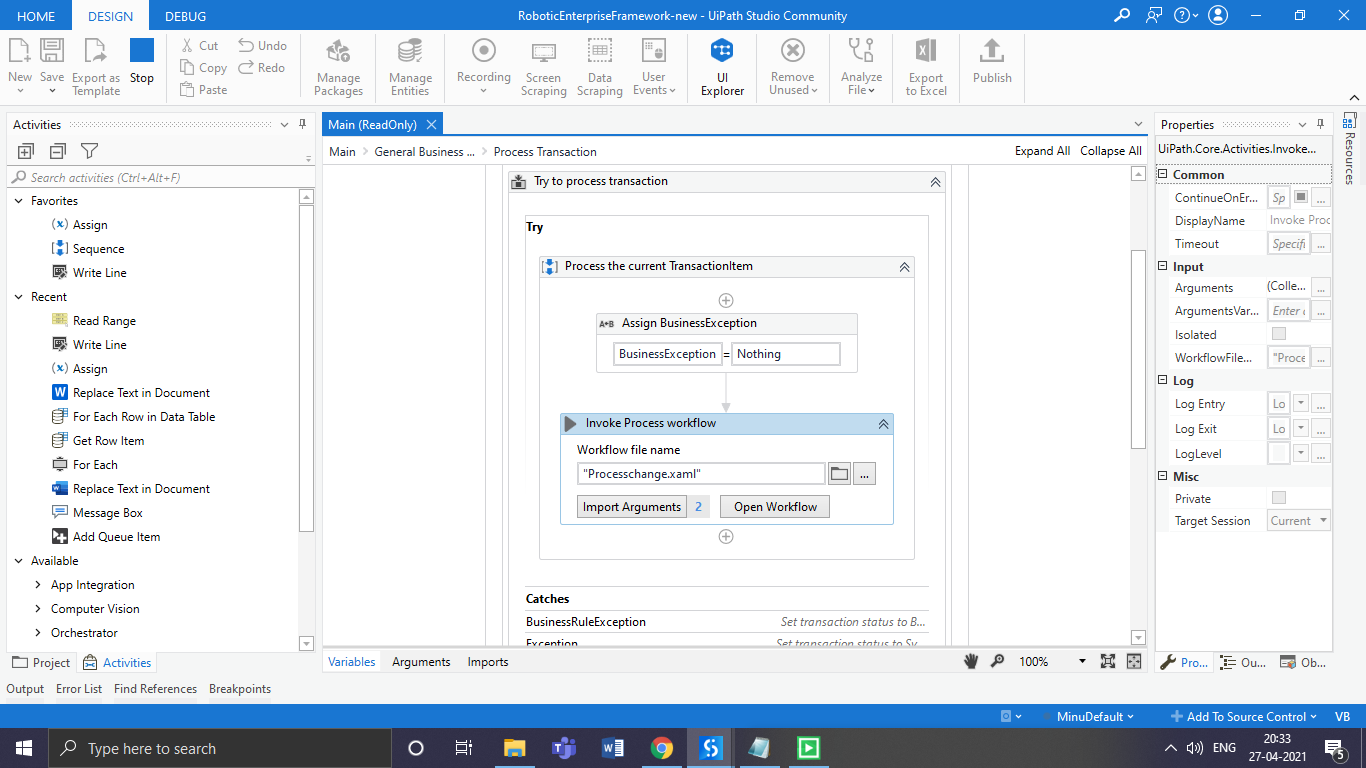 HOME DESIGN DEBUG RoboticEnterpriseFramework-new - UiPath Studio Community
New Save Export as Template Stop
Cut Copy Paste Undo Redo
Manage Packages
Manage Entities
Recording
Screen Scraping
Data Scraping
User Events
UI Explorer
Remove Unused
Analyze File
Export to Excel
Publish
Activities
Search activities (Ctrl+Alt+F)
Favorites
Assign
Sequence
Write Line
Recent
Read Range
Write Line
Assign
Replace Text in Document
For Each Row in Data Table
Get Row Item
For Each
Replace Text in Document
Message Box
Add Queue Item
Available
App Integration
Computer Vision
Orchestrator
Project Activities
Main (ReadOnly)
Main > General Business ... > Process Transaction
Expand All Collapse All
Try to process transaction
Try
Process the current TransactionItem
A*B Assign BusinessException
BusinessException = Nothing
Invoke Process workflow
Workflow file name
"Processchange.xaml"
...
Import Arguments 2 Open Workflow
Catches
BusinessRuleException Set transaction status to B...
Exception Set transaction status to Sy...
Variables Arguments Imports 100%
Properties
UiPath.Core.Activities.Invoke...
Common
ContinueOnEr... Sp ...
DisplayName Invoke Proc
Timeout Specifi ...
Input
Arguments (Colle... ...
ArgumentsVar... Enter ...
Isolated
WorkflowFile... "Proce ...
Log
Log Entry Lo ...
Log Exit Lo ...
LogLevel ...
Misc
Private
Target Session Current
Pro... Ou... Ob...
Resources
Output Error List Find References Breakpoints
MinuDefault Add To Source Control VB
Type here to search
ENG
20:33
27-04-2021
5